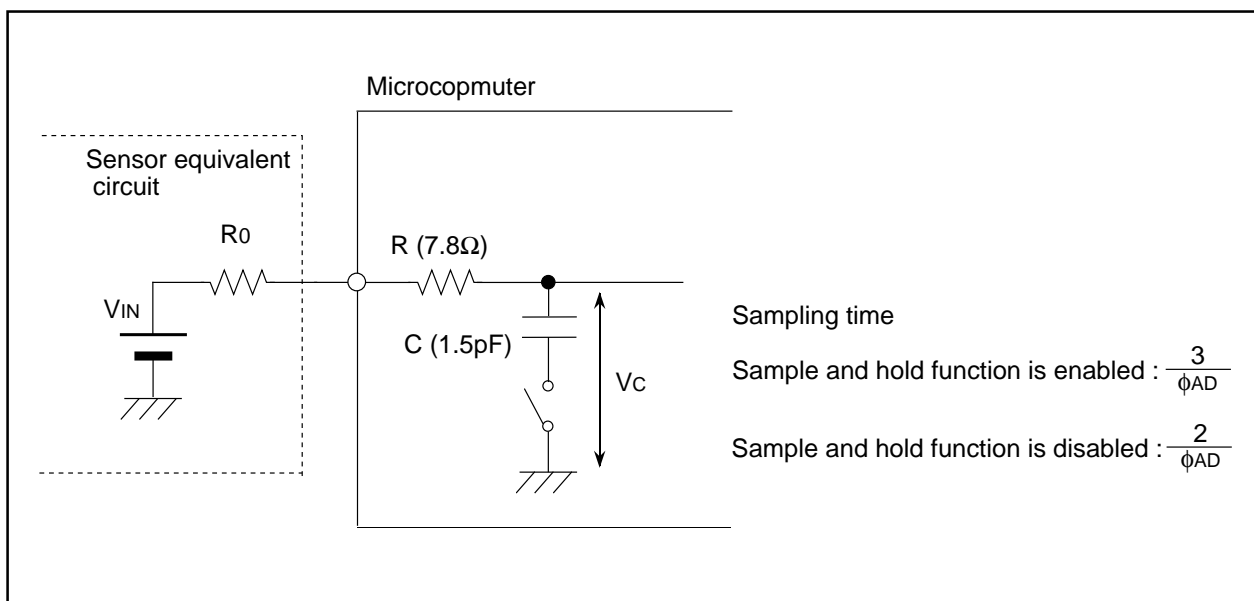 Microcopmuter
Sensor equivalent
circuit
R0
R (7.8Ω)
VIN
C (1.5pF)
VC
Sampling time
Sample and hold function is enabled : 3/ϕAD
Sample and hold function is disabled : 2/ϕAD